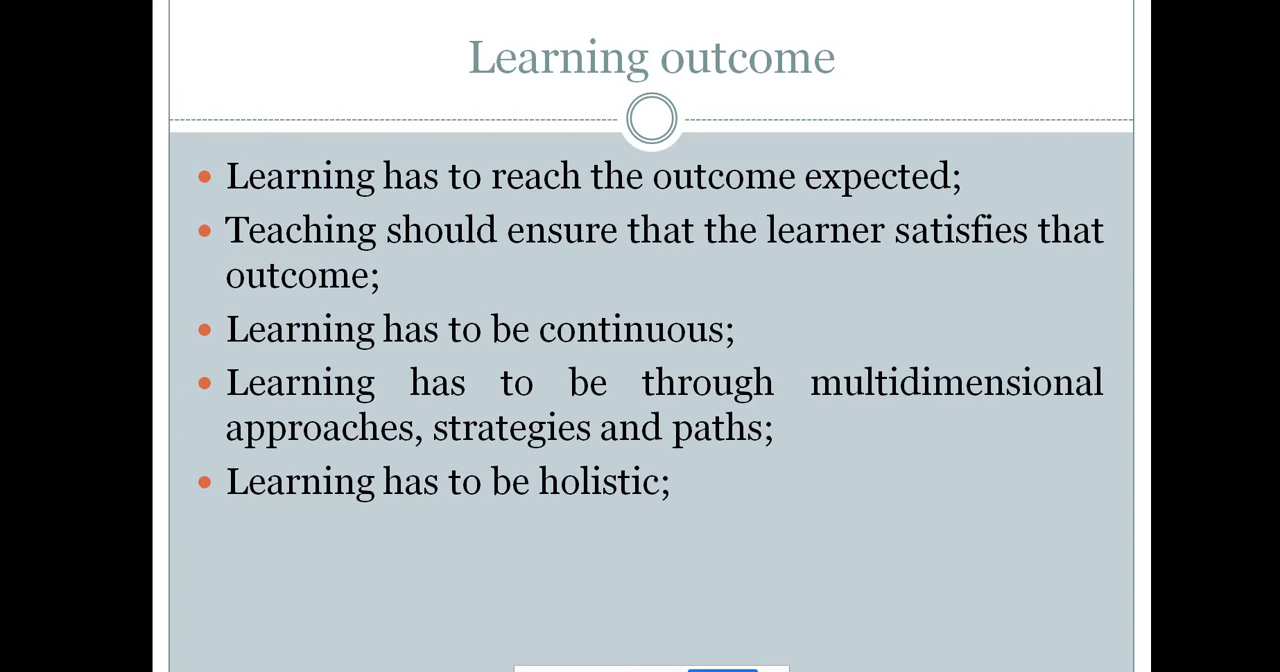 Learning outcome
Learning has to reach the outcome expected;
Teaching should ensure that the learner satisfies that
outcome;
Learning has to be continuous;
Learning has to be through multidimensional
approaches, strategies and paths;
Learning has to be holistic;